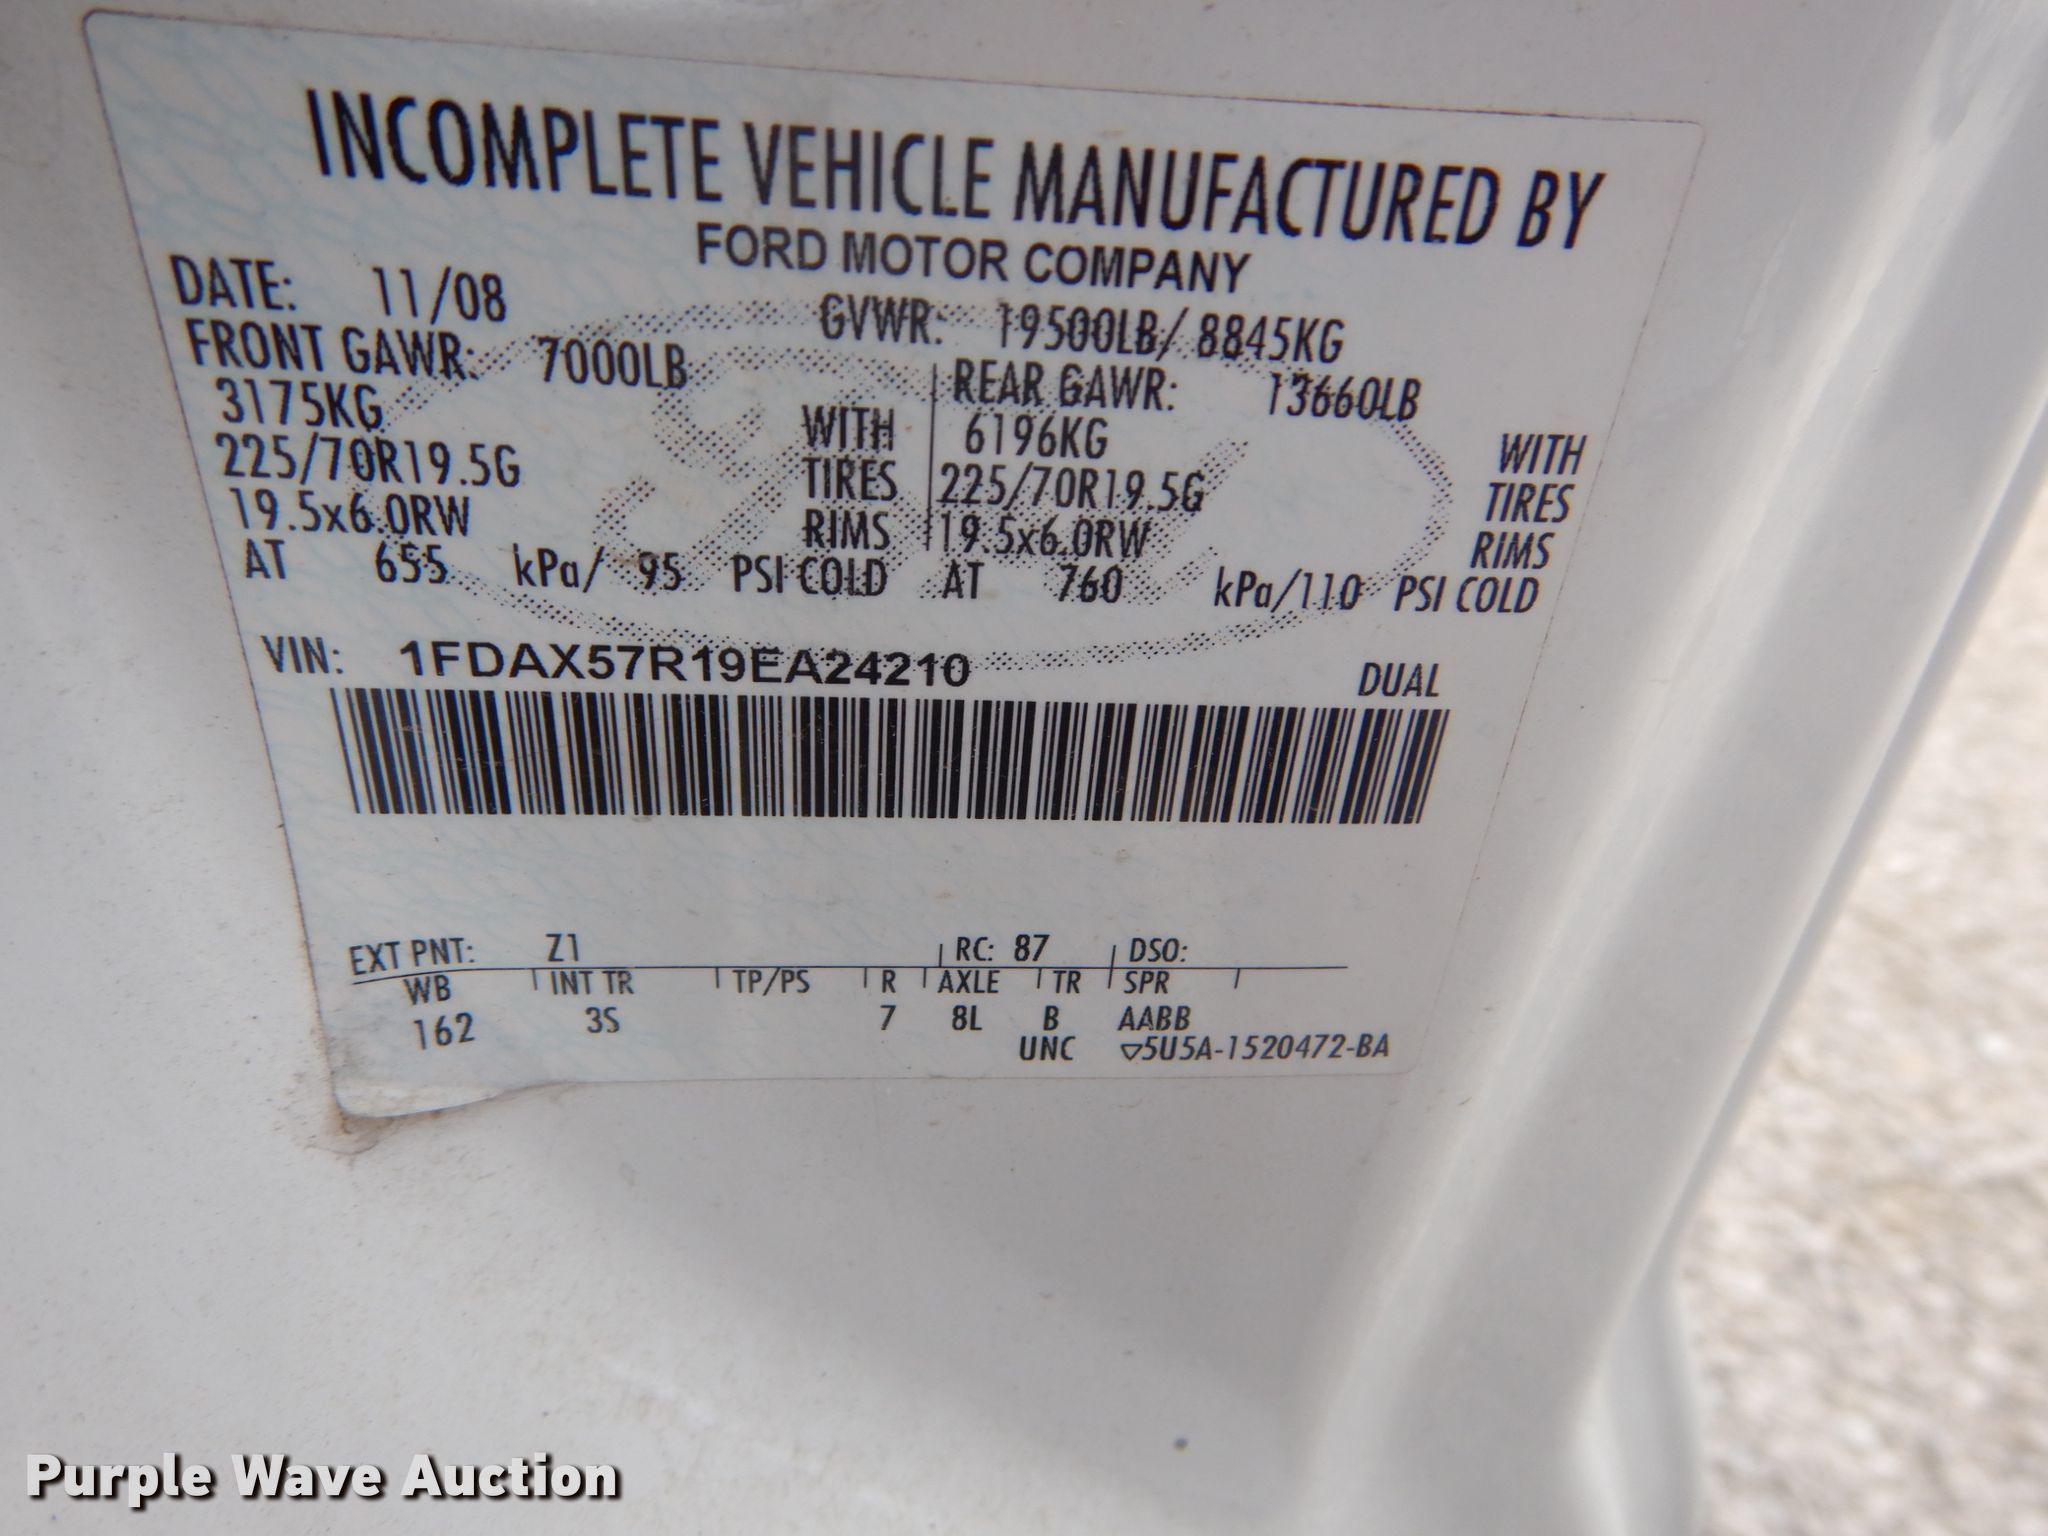 INCOMPLETE VEHICLE MANUFACTURED BY
FORD MOTOR COMPANY
DATE: 11/08 GVWR: 19500LB/ 8845KG
FRONT GAWR: 7000LB REAR GAWR: 13660LB
3175KG WITH 6196KG WITH
225/70R19.5G TIRES 225/70R19.5G TIRES
19.5x6.0RW RIMS 19.5x6.0RW RIMS
AT 655 kPa/ 95 PSI COLD AT 760 kPa/110 PSI COLD
VIN: 1FDAX57R19EA24210
DUAL
EXT PNT: Z1 RC: 87 DSO:
WB INT TR TP/PS R AXLE TR SPR
162 3S 7 8L B AABB
UNC ▽5U5A-1520472-BA
Purple Wave Auction